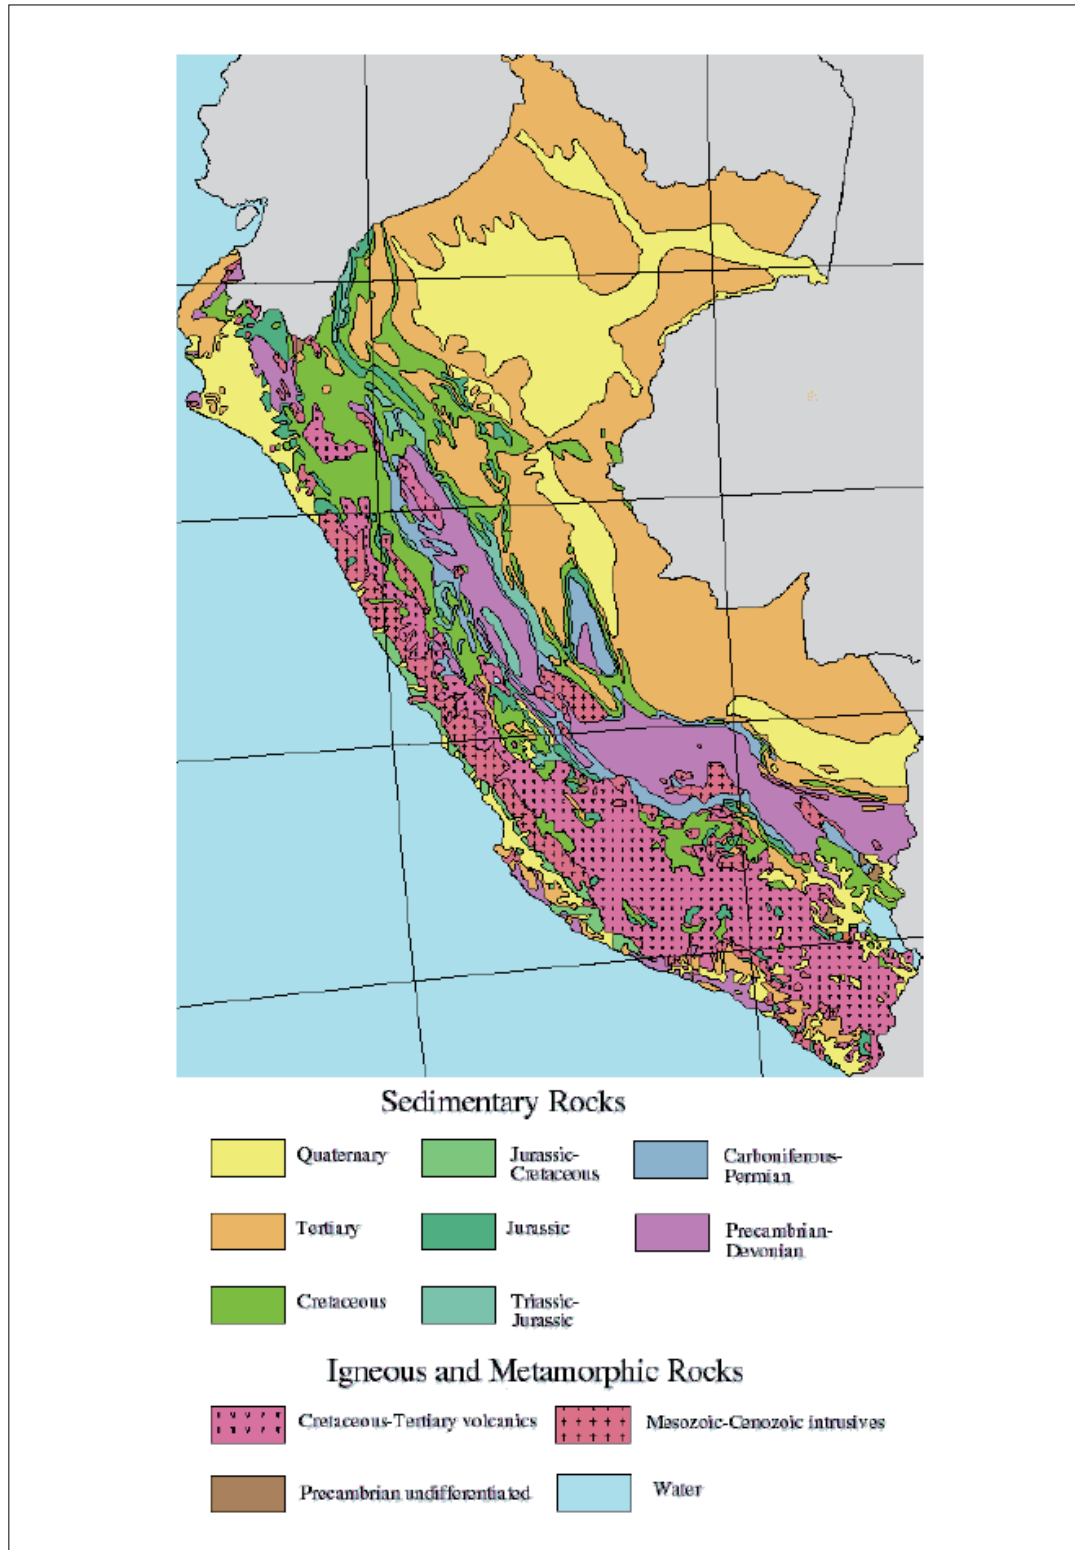 Sedimentary Rocks
Quaternary
Jurassic-
Cretaceous
Carboniferous-
Permian
Tertiary
Jurassic
Precambrian-
Devonian
Cretaceous
Triassic-
Jurassic
Igneous and Metamorphic Rocks
Cretaceous-Tertiary volcanics
Mesozoic-Cenozoic intrusives
Precambrian undifferentiated
Water